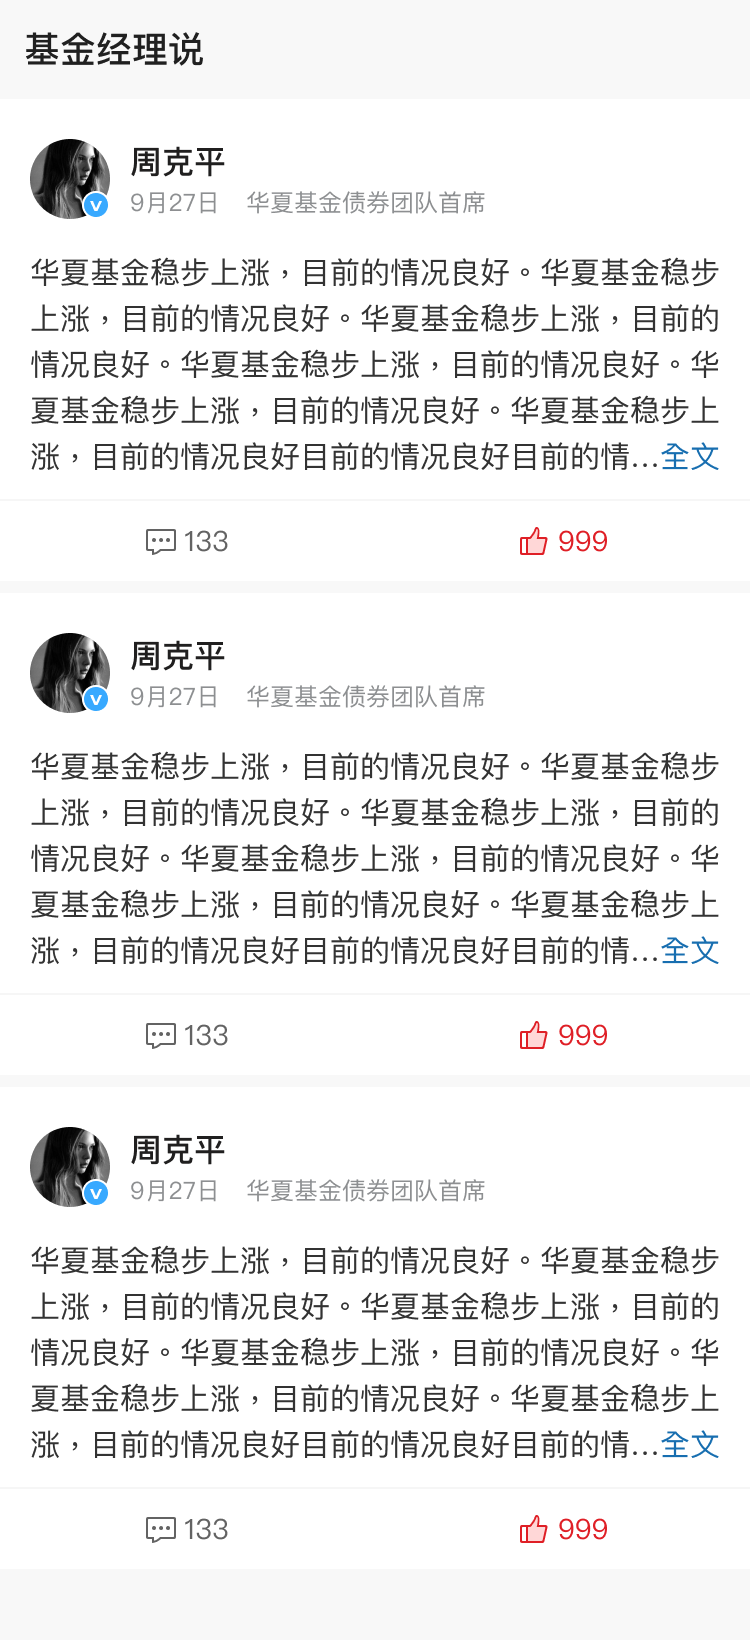 基金经理说
周克平
9月27日 华夏基金债券团队首席
华夏基金稳步上涨，目前的情况良好。华夏基金稳步
上涨，目前的情况良好。华夏基金稳步上涨，目前的
情况良好。华夏基金稳步上涨，目前的情况良好。华
夏基金稳步上涨，目前的情况良好。华夏基金稳步上
涨，目前的情况良好目前的情况良好目前的情...全文
133 999
周克平
9月27日 华夏基金债券团队首席
华夏基金稳步上涨，目前的情况良好。华夏基金稳步
上涨，目前的情况良好。华夏基金稳步上涨，目前的
情况良好。华夏基金稳步上涨，目前的情况良好。华
夏基金稳步上涨，目前的情况良好。华夏基金稳步上
涨，目前的情况良好目前的情况良好目前的情...全文
133 999
周克平
9月27日 华夏基金债券团队首席
华夏基金稳步上涨，目前的情况良好。华夏基金稳步
上涨，目前的情况良好。华夏基金稳步上涨，目前的
情况良好。华夏基金稳步上涨，目前的情况良好。华
夏基金稳步上涨，目前的情况良好。华夏基金稳步上
涨，目前的情况良好目前的情况良好目前的情...全文
133 999